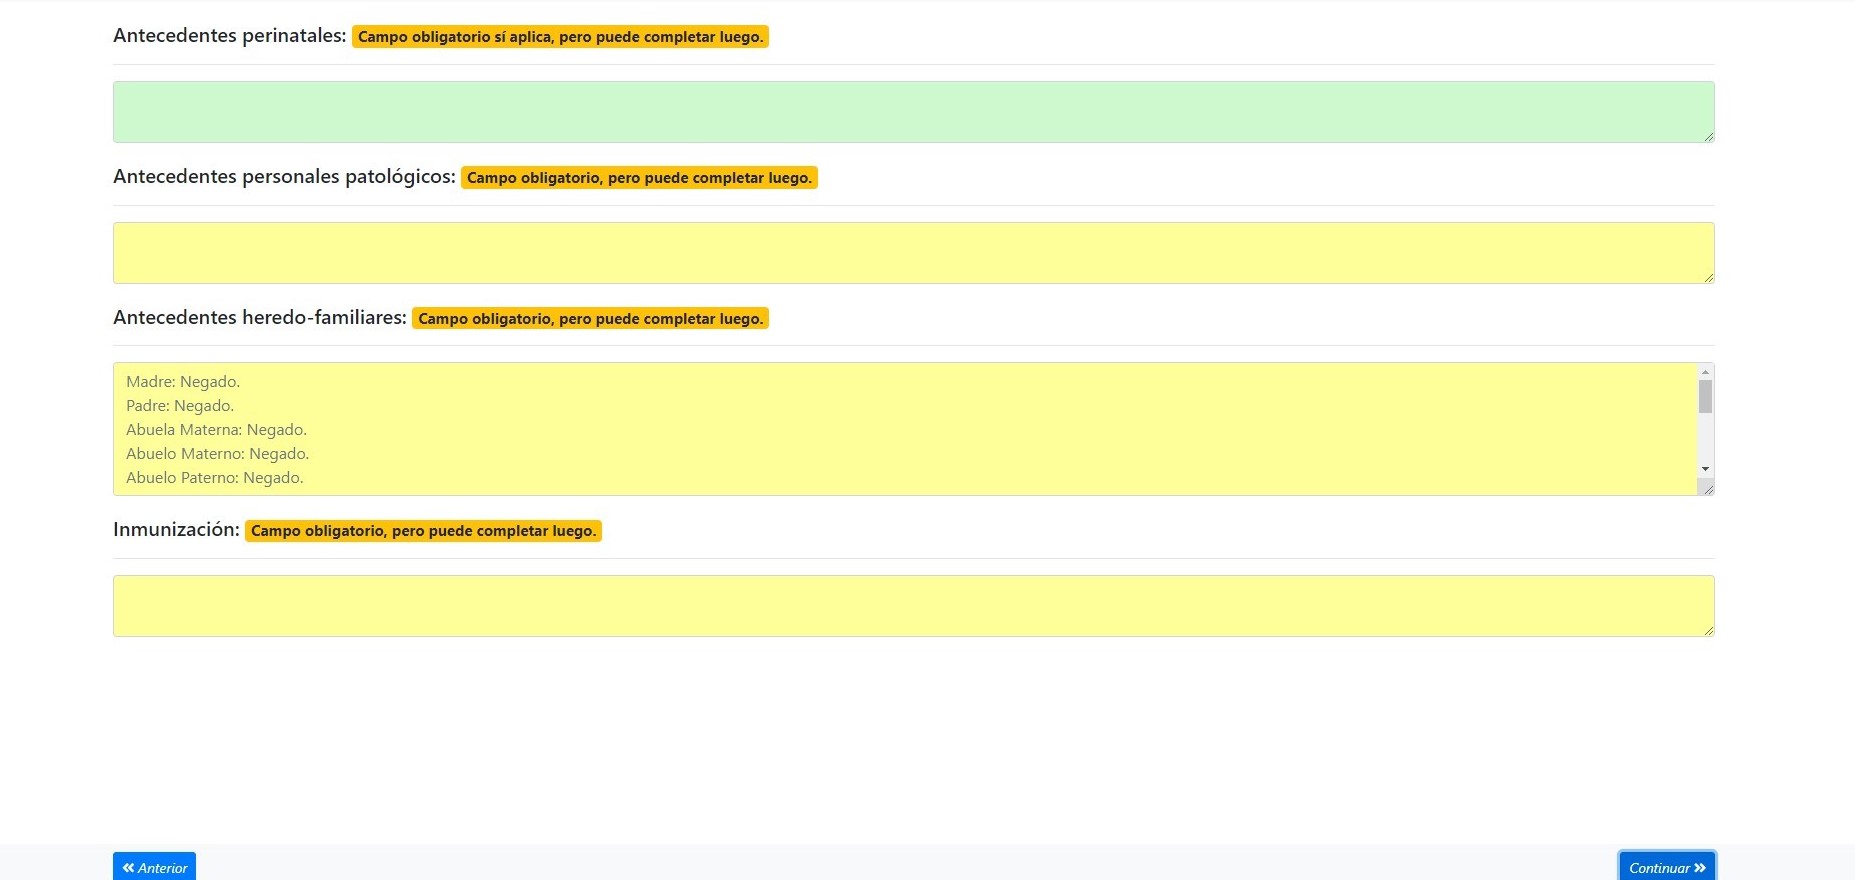 Antecedentes perinatales: Campo obligatorio sí aplica, pero puede completar luego.
Antecedentes personales patológicos: Campo obligatorio, pero puede completar luego.
Antecedentes heredo-familiares: Campo obligatorio, pero puede completar luego.
Madre: Negado.
Padre: Negado.
Abuela Materna: Negado.
Abuelo Materno: Negado.
Abuelo Paterno: Negado.
Inmunización: Campo obligatorio, pero puede completar luego.
Anterior
Continuar